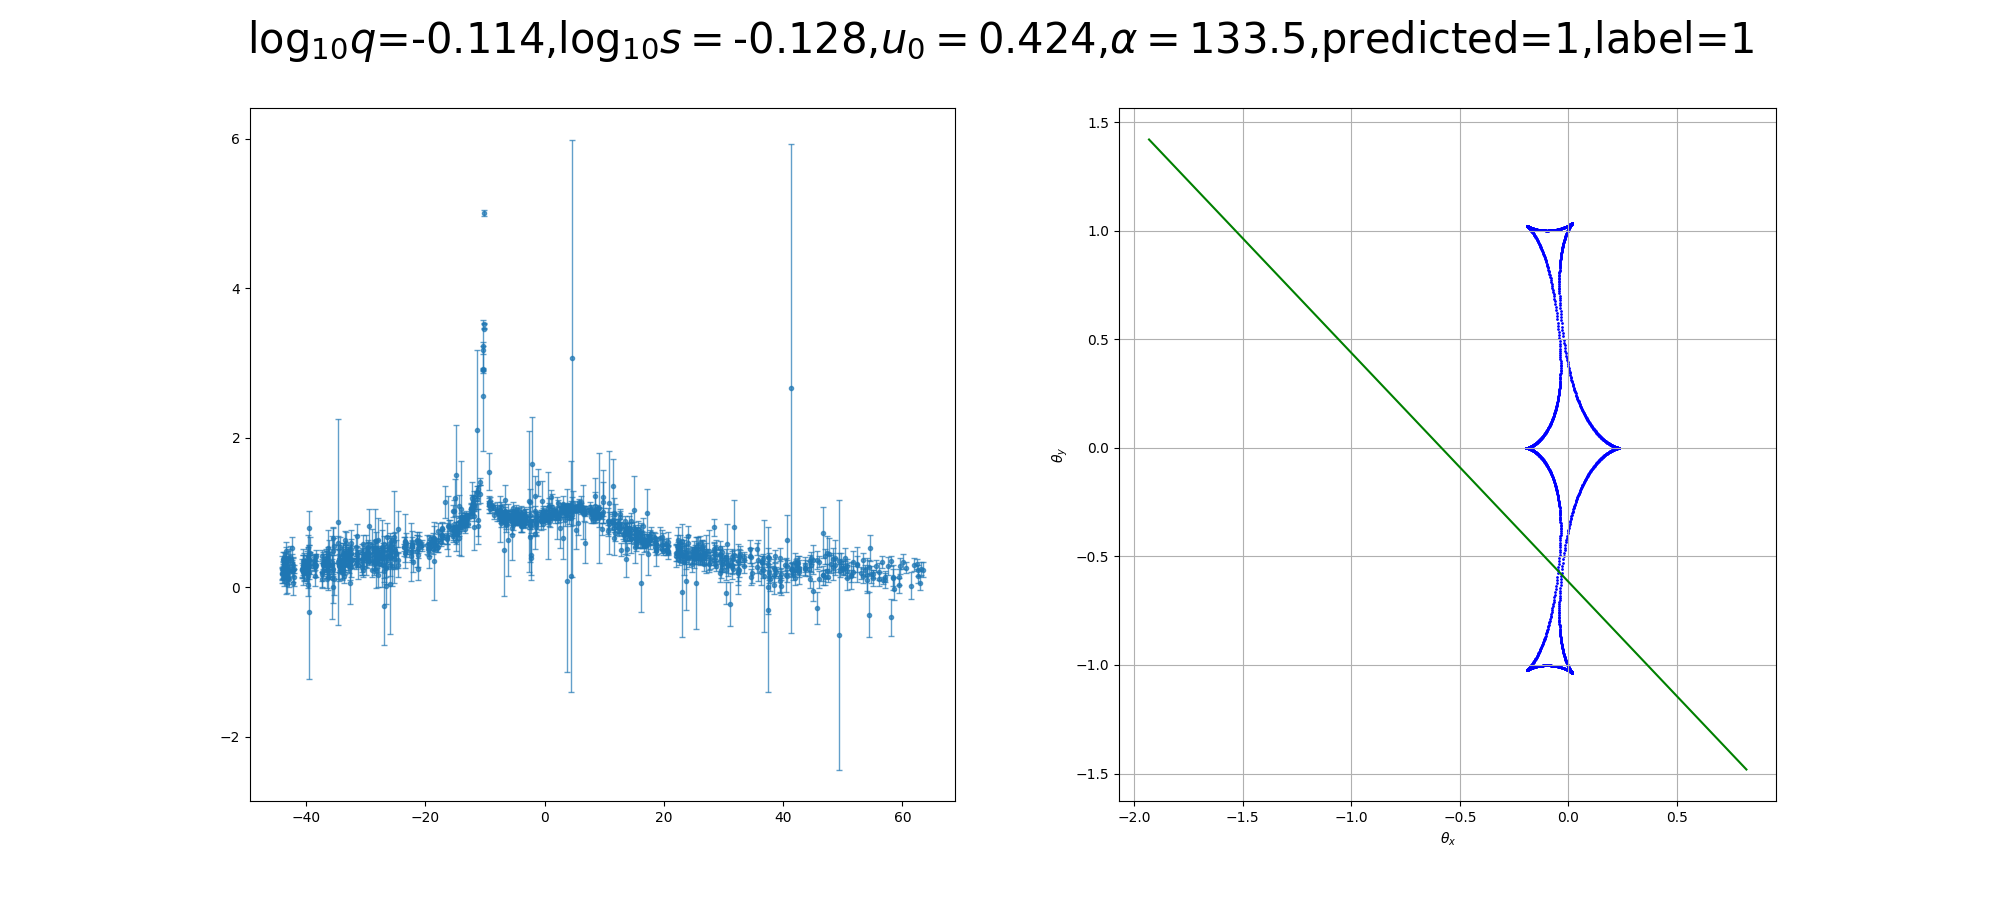 log₁₀q=-0.114,log₁₀s = -0.128,u₀ = 0.424,α = 133.5,predicted=1,label=1
6
4
2
0
−2
−40 −20 0 20 40 60
1.5
1.0
0.5
0.0
−0.5
−1.0
−1.5
θy
−2.0 −1.5 −1.0 −0.5 0.0 0.5
θx